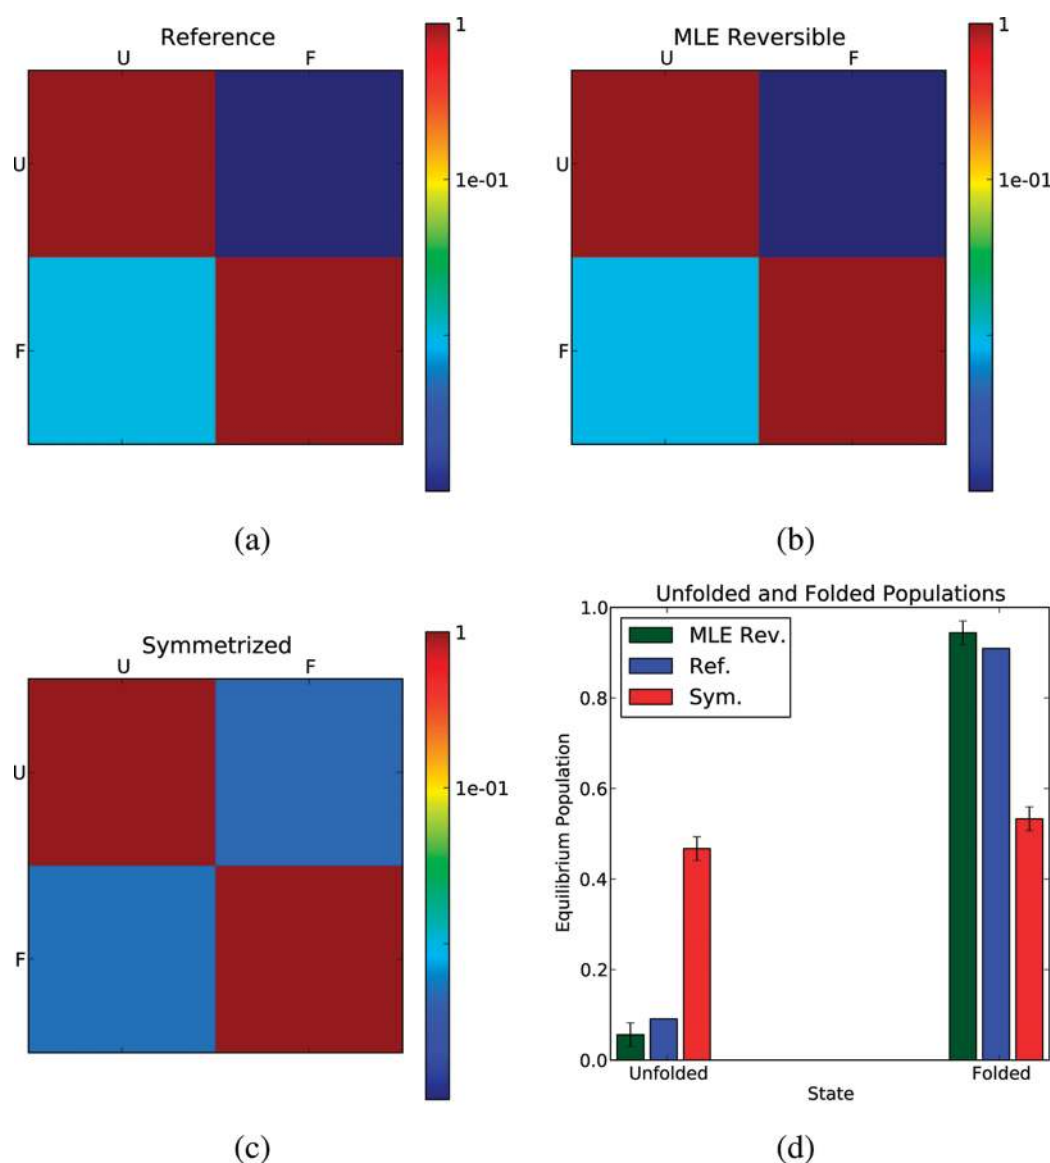 Reference
U F
U
F
1
1e-01
(a)
MLE Reversible
U F
U
F
1
1e-01
(b)
Symmetrized
U F
U
F
1
1e-01
(c)
Unfolded and Folded Populations
MLE Rev.
Ref.
Sym.
Equilibrium Population
1.0
0.8
0.6
0.4
0.2
0.0
Unfolded Folded
State
(d)